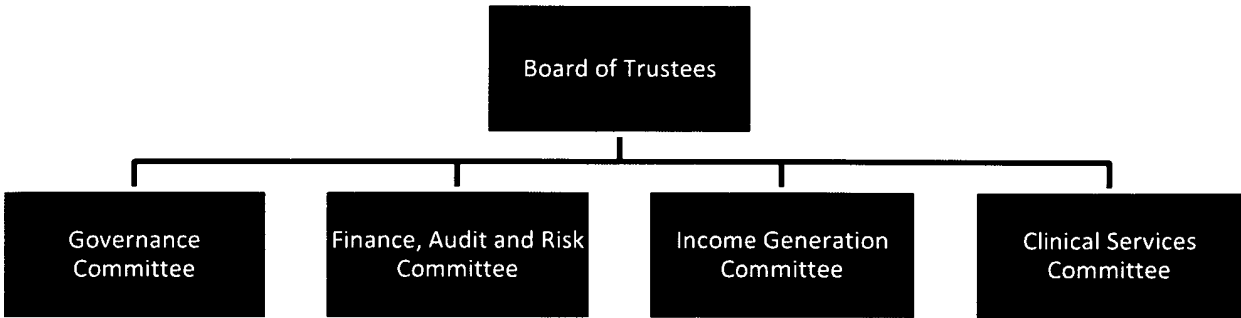 Board of Trustees
Governance
Committee
Finance, Audit and Risk
Committee
Income Generation
Committee
Clinical Services
Committee